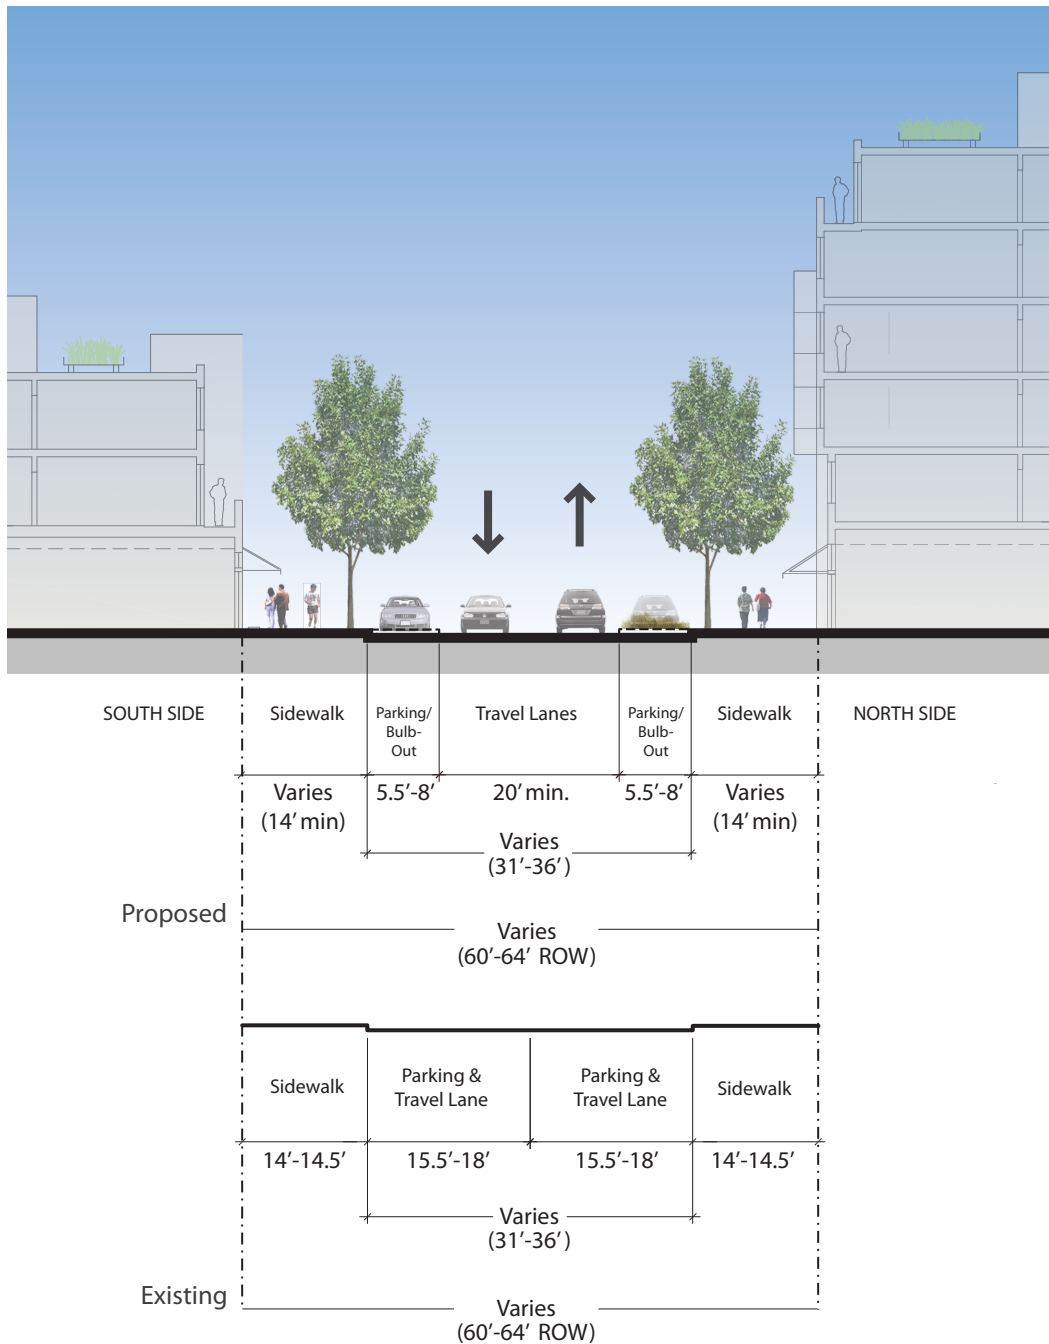 SOUTH SIDE
Sidewalk
Parking/
Bulb-
Out
Travel Lanes
Parking/
Bulb-
Out
Sidewalk
NORTH SIDE
Varies
(14' min)
5.5'-8'
20' min.
5.5'-8'
Varies
(14' min)
Varies
(31'-36')
Proposed
Varies
(60'-64' ROW)
Sidewalk
Parking &
Travel Lane
Parking &
Travel Lane
Sidewalk
14'-14.5'
15.5'-18'
15.5'-18'
14'-14.5'
Varies
(31'-36')
Existing
Varies
(60'-64' ROW)